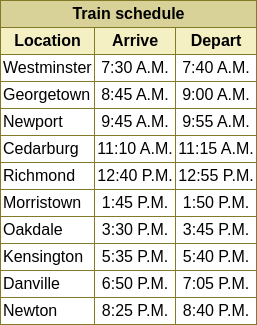 Train schedule
Location Arrive Depart
Westminster 7:30 A.M. 7:40 A.M.
Georgetown 8:45 A.M. 9:00 A.M.
Newport 9:45 A.M. 9:55 A.M.
Cedarburg 11:10 A.M. 11:15 A.M.
Richmond 12:40 P.M. 12:55 P.M.
Morristown 1:45 P.M. 1:50 P.M.
Oakdale 3:30 P.M. 3:45 P.M.
Kensington 5:35 P.M. 5:40 P.M.
Danville 6:50 P.M. 7:05 P.M.
Newton 8:25 P.M. 8:40 P.M.